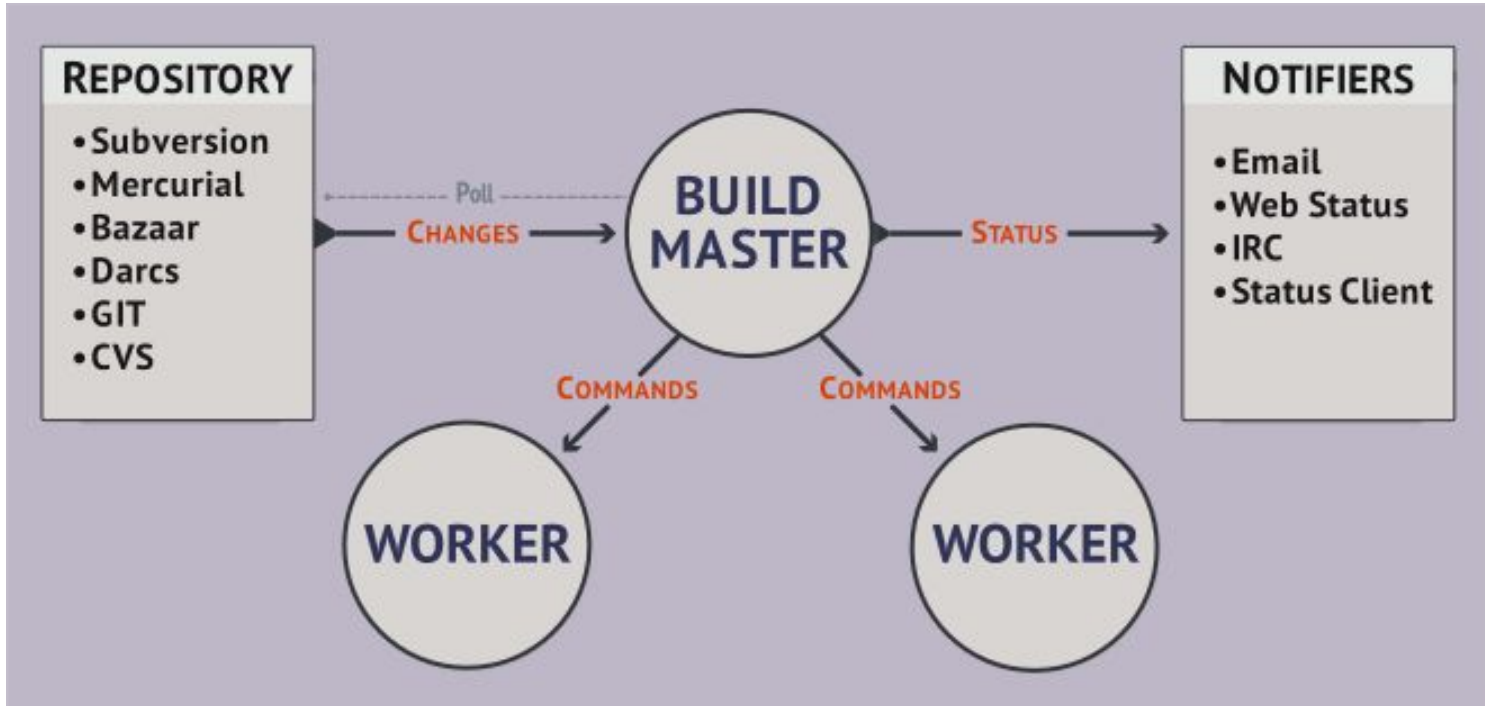 REPOSITORY
•Subversion
•Mercurial
•Bazaar
•Darcs
•GIT
•CVS
Poll
CHANGES
BUILD
MASTER
STATUS
NOTIFIERS
•Email
•Web Status
•IRC
•Status Client
COMMANDS
COMMANDS
WORKER
WORKER